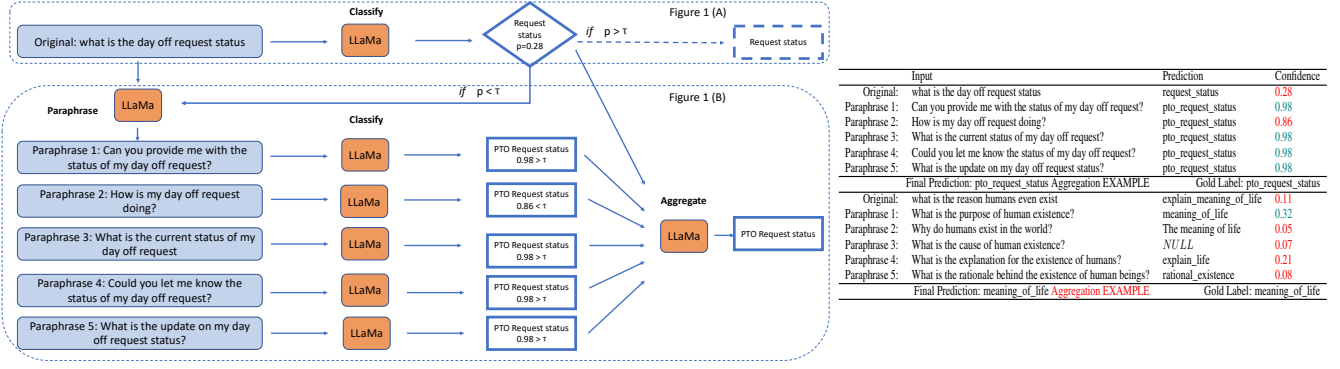 Classify
Figure 1 (A)
Original: what is the day off request status
LLaMa
Request
status
p=0.28
if p > τ
Request status
if p < τ
Figure 1 (B)
Paraphrase
LLaMa
Classify
Paraphrase 1: Can you provide me with the
status of my day off request?
LLaMa
PTO Request status
0.98 > τ
Paraphrase 2: How is my day off request
doing?
LLaMa
PTO Request status
0.86 < τ
Paraphrase 3: What is the current status of my
day off request
LLaMa
PTO Request status
0.98 > τ
Paraphrase 4: Could you let me know the
status of my day off request?
LLaMa
PTO Request status
0.98 > τ
Paraphrase 5: What is the update on my day
off request status?
LLaMa
PTO Request status
0.98 > τ
Aggregate
LLaMa
PTO Request status
Input Prediction Confidence
Original: what is the day off request status request_status 0.28
Paraphrase 1: Can you provide me with the status of my day off request? pto_request_status 0.98
Paraphrase 2: How is my day off request doing? pto_request_status 0.86
Paraphrase 3: What is the current status of my day off request? pto_request_status 0.98
Paraphrase 4: Could you let me know the status of my day off request? pto_request_status 0.98
Paraphrase 5: What is the update on my day off request status? pto_request_status 0.98
Final Prediction: pto_request_status Aggregation EXAMPLE Gold Label: pto_request_status
Original: what is the reason humans even exist explain_meaning_of_life 0.11
Paraphrase 1: What is the purpose of human existence? meaning_of_life 0.32
Paraphrase 2: Why do humans exist in the world? The meaning of life 0.05
Paraphrase 3: What is the cause of human existence? NULL 0.07
Paraphrase 4: What is the explanation for the existence of humans? explain_life 0.21
Paraphrase 5: What is the rationale behind the existence of human beings? rational_existence 0.08
Final Prediction: meaning_of_life Aggregation EXAMPLE Gold Label: meaning_of_life